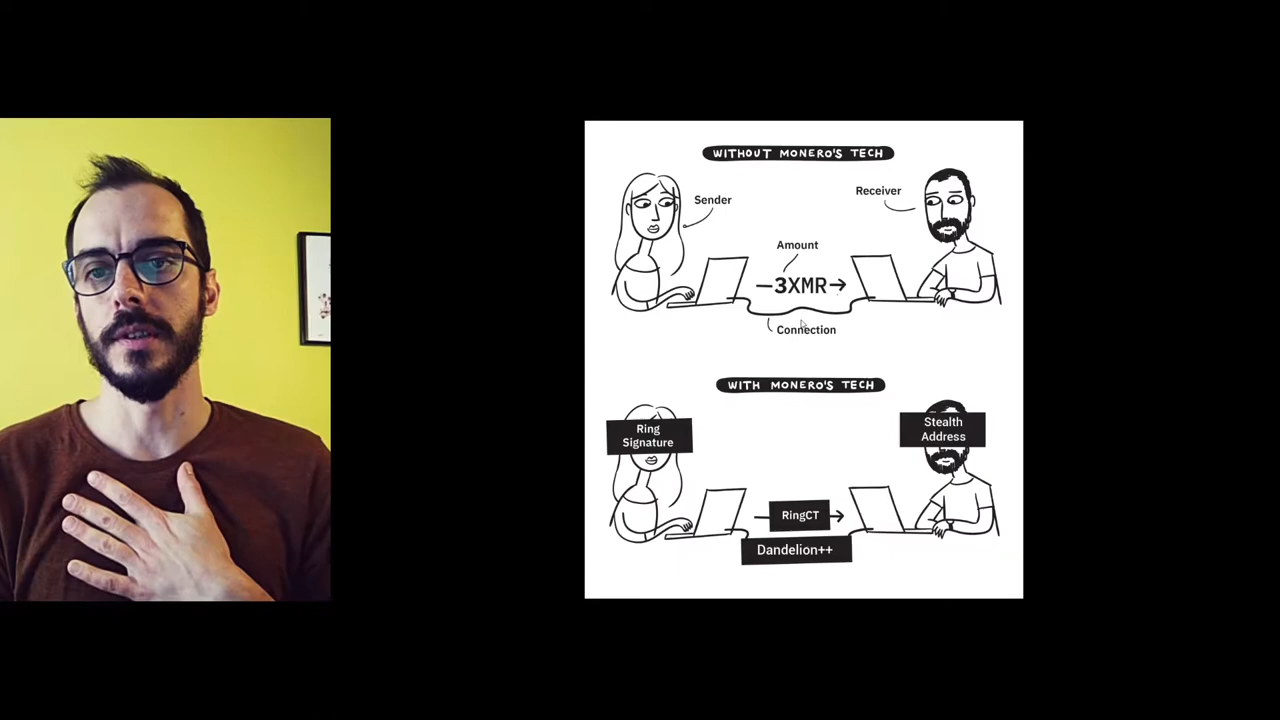 WITHOUT MONERO'S TECH
Sender
Receiver
Amount
3XMR
Connection
WITH MONERO'S TECH
Ring
Signature
Stealth
Address
RingCT
Dandelion++